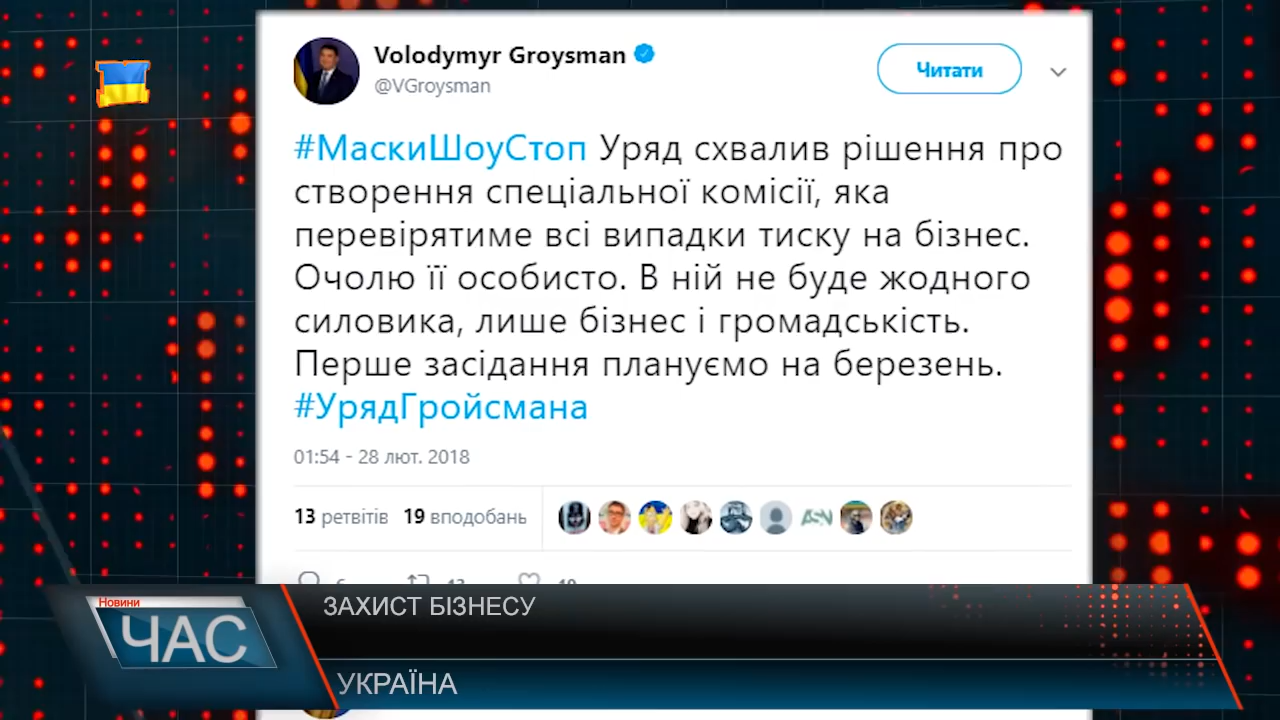 Volodymyr Groysman
@VGroysman
Читати
#МаскиШоуСтоп Уряд схвалив рішення про
створення спеціальної комісії, яка
перевірятиме всі випадки тиску на бізнес.
Очолю її особисто. В ній не буде жодного
силовика, лише бізнес і громадськість.
Перше засідання плануємо на березень.
#УрядГройсмана
01:54 - 28 лют. 2018
13 ретвітів 19 вподобань
ASN
Новини
ЧАС
ЗАХИСТ БІЗНЕСУ
УКРАЇНА